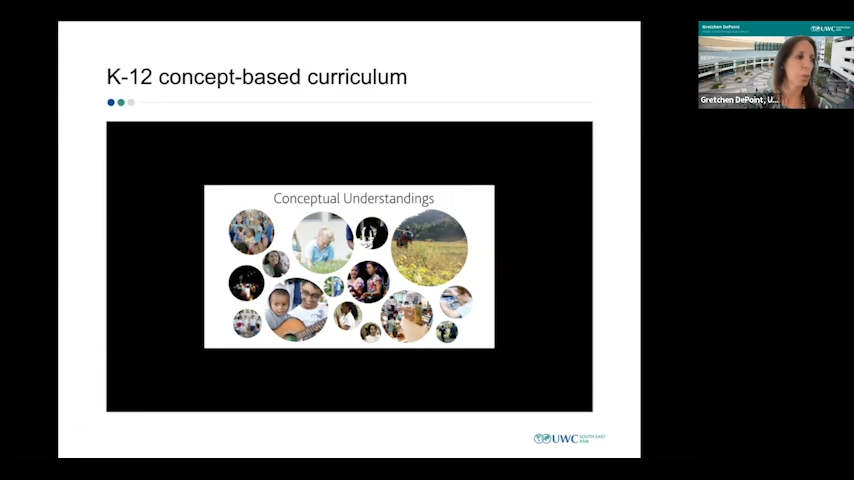 K-12 concept-based curriculum
Conceptual Understandings
UWC SOUTH EAST
ASIA
Gretchen DePoint
UWC
Gretchen DePoint, U...